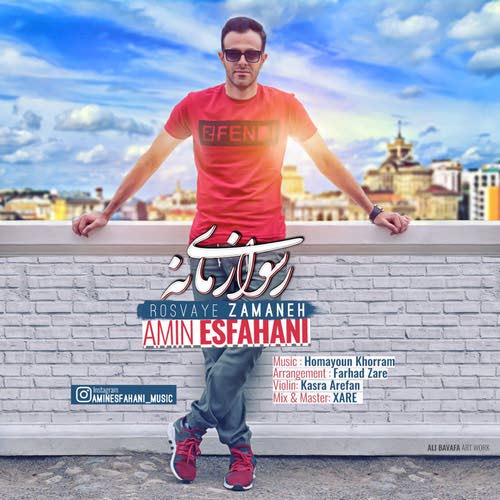 FENDI
رسوای زمانه
ROSVAYE ZAMANEH
AMIN ESFAHANI
Music : Homayoun Khorram
Arrangement : Farhad Zare
Violin: Kasra Arefan
Mix & Master: XARE
Instagram
AMINESFAHANI_MUSIC
ALI BAVAFA ART WORK